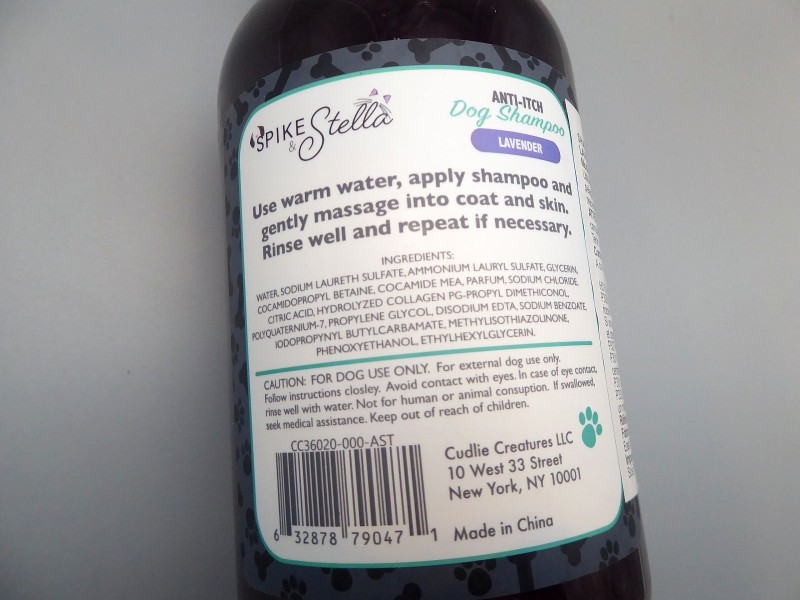 SPIKE & Stella
ANTI-ITCH
Dog Shampoo
LAVENDER
Use warm water, apply shampoo and
gently massage into coat and skin.
Rinse well and repeat if necessary.
INGREDIENTS:
WATER, SODIUM LAURETH SULFATE, AMMONIUM LAURYL SULFATE, GLYCERIN,
COCAMIDOPROPYL BETAINE, COCAMIDE MEA, PARFUM, SODIUM CHLORIDE,
CITRIC ACID, HYDROLYZED COLLAGEN PG-PROPYL DIMETHICONOL,
POLYQUATERNIUM-7, PROPYLENE GLYCOL, DISODIUM EDTA, SODIUM BENZOATE,
IODOPROPYNYL BUTYLCARBAMATE, METHYLISOTHIAZOLINONE,
PHENOXYETHANOL, ETHYLHEXYLGLYCERIN.
CAUTION: FOR DOG USE ONLY. For external dog use only.
Follow instructions closley. Avoid contact with eyes. In case of eye contact,
rinse well with water. Not for human or animal consuption. If swallowed,
seek medical assistance. Keep out of reach of children.
CC36020-000-AST
6 32878 79047 1
Cudlie Creatures LLC
10 West 33 Street
New York, NY 10001
Made in China